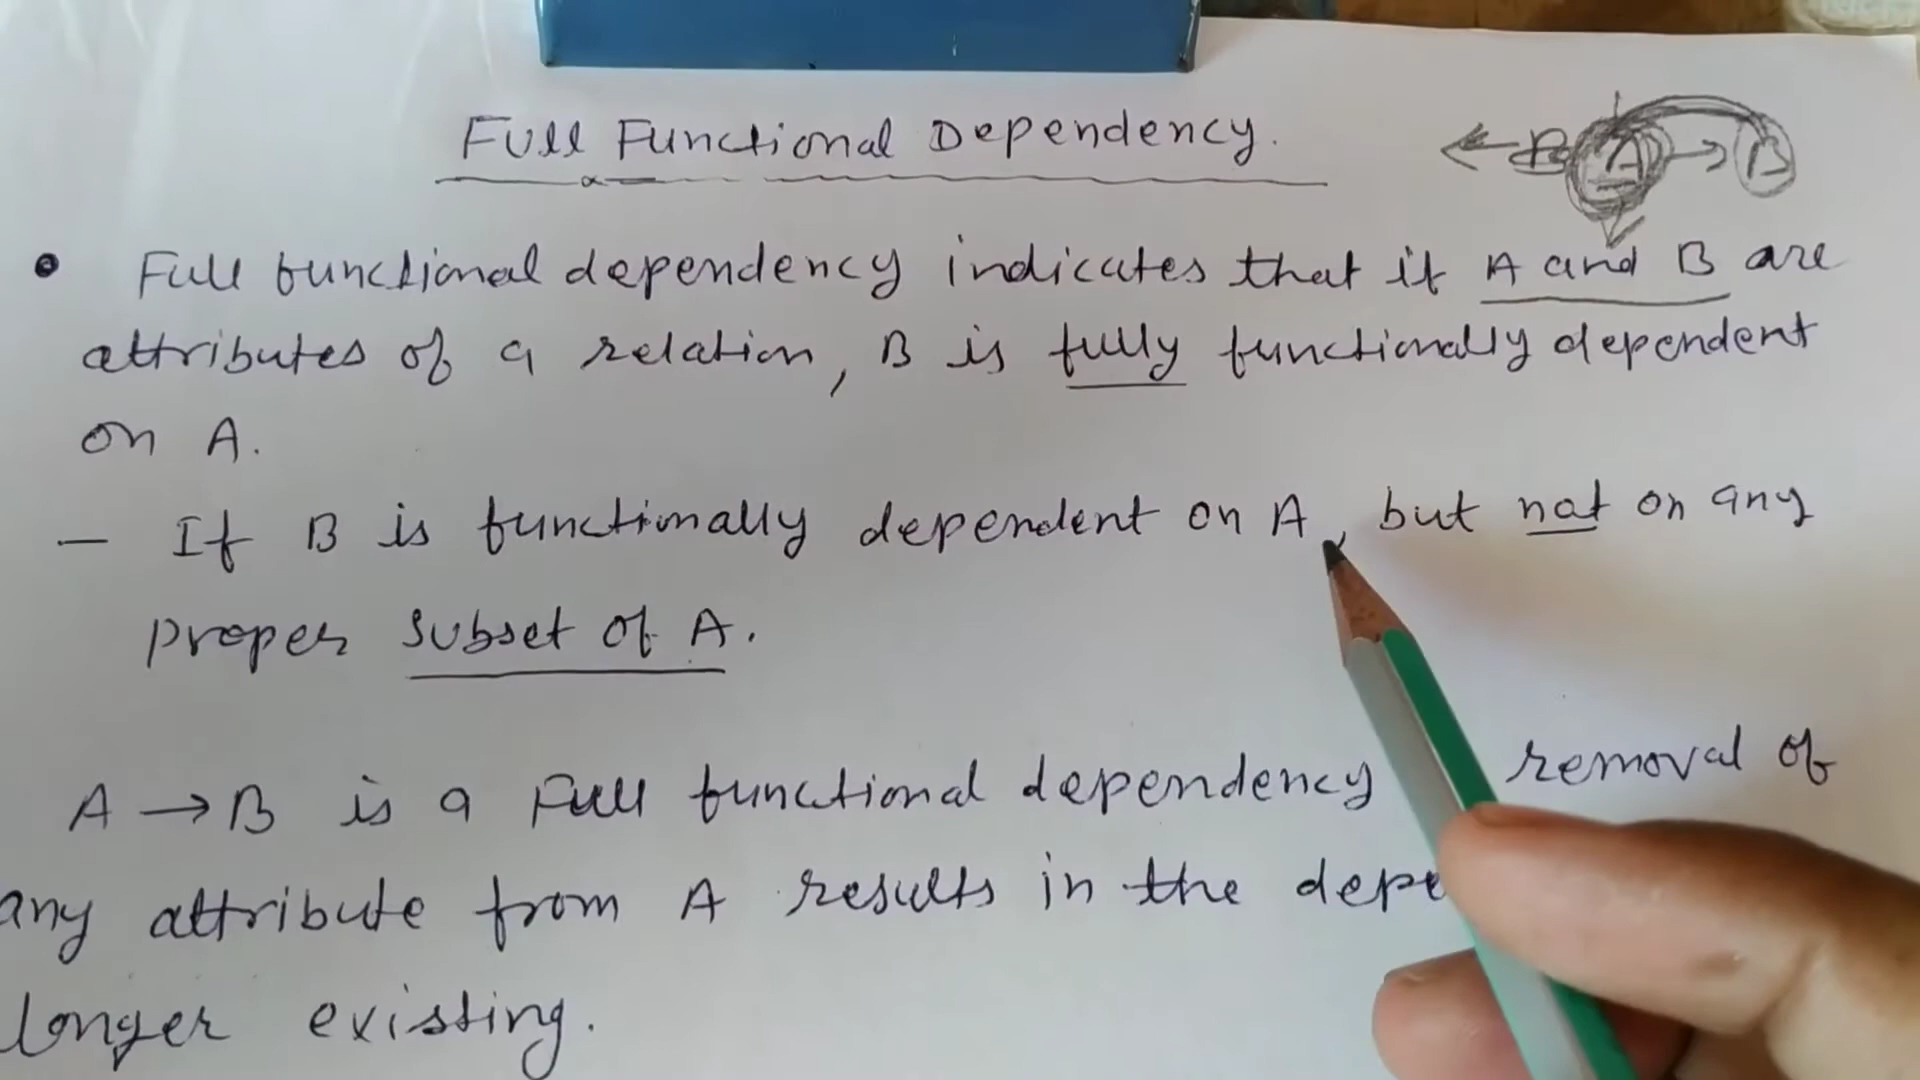 Full Functional Dependency.
B A → B
• Full functional dependency indicates that if A and B are
attributes of a relation, B is fully functionally dependent
on A.
— If B is functionally dependent on A, but not on any
proper subset of A.
A → B is a Full functional dependency removal of
any attribute from A results in the depe
longer existing.